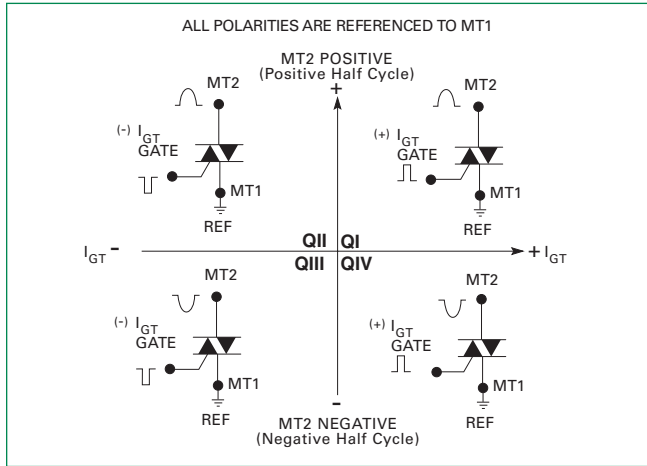 ALL POLARITIES ARE REFERENCED TO MT1
MT2 POSITIVE
(Positive Half Cycle)
+
MT2
(-) IGT
GATE
MT1
REF
MT2
(+) IGT
GATE
MT1
REF
IGT -
QII QI
+ IGT
QIII QIV
MT2
(-) IGT
GATE
MT1
REF
MT2
(+) IGT
GATE
MT1
REF
-
MT2 NEGATIVE
(Negative Half Cycle)